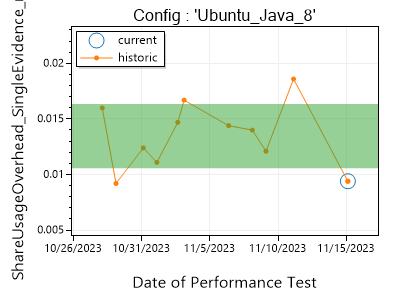 Config : 'Ubuntu_Java_8'
current
historic
ShareUsageOverhead_SingleEvidence_
0.02
0.015
0.01
0.005
10/26/2023
10/31/2023
11/5/2023
11/10/2023
11/15/2023
Date of Performance Test